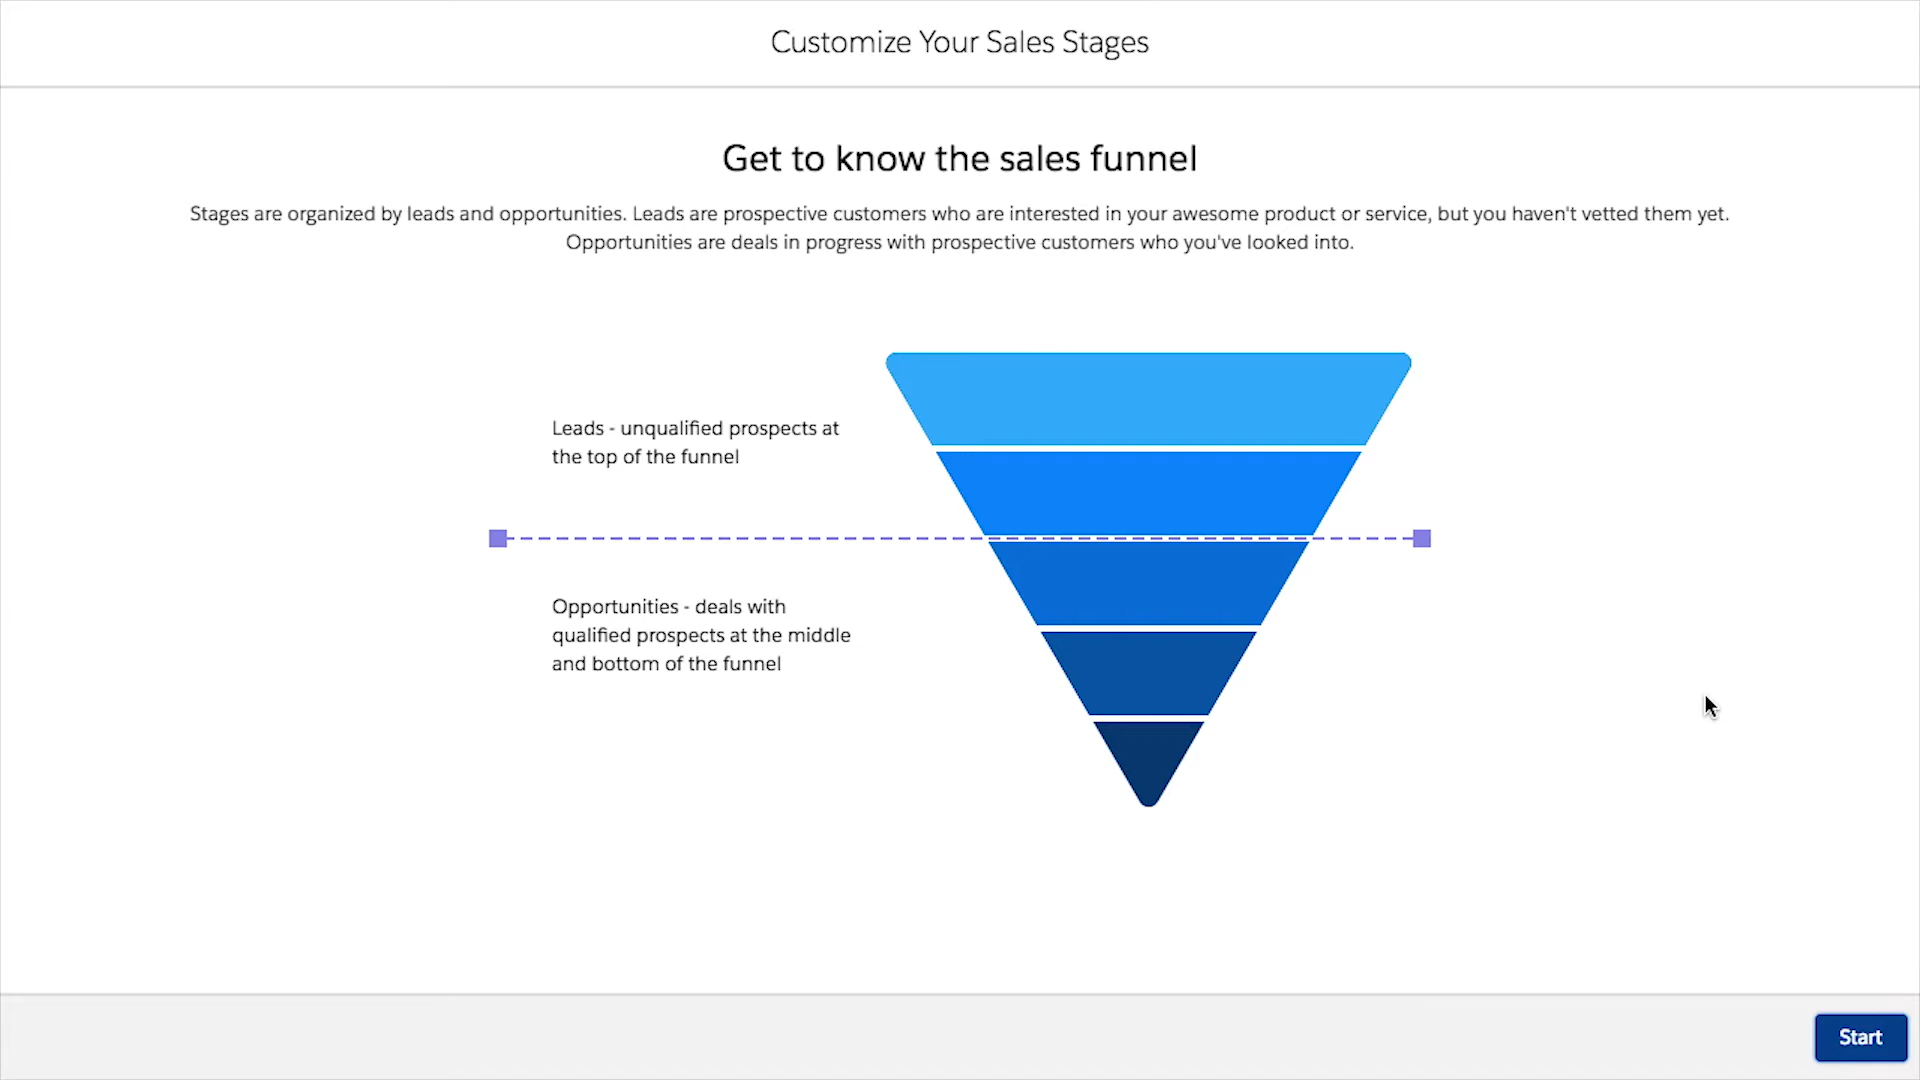 Customize Your Sales Stages
Get to know the sales funnel
Stages are organized by leads and opportunities. Leads are prospective customers who are interested in your awesome product or service, but you haven't vetted them yet.
Opportunities are deals in progress with prospective customers who you've looked into.
Leads - unqualified prospects at
the top of the funnel
Opportunities - deals with
qualified prospects at the middle
and bottom of the funnel
Start